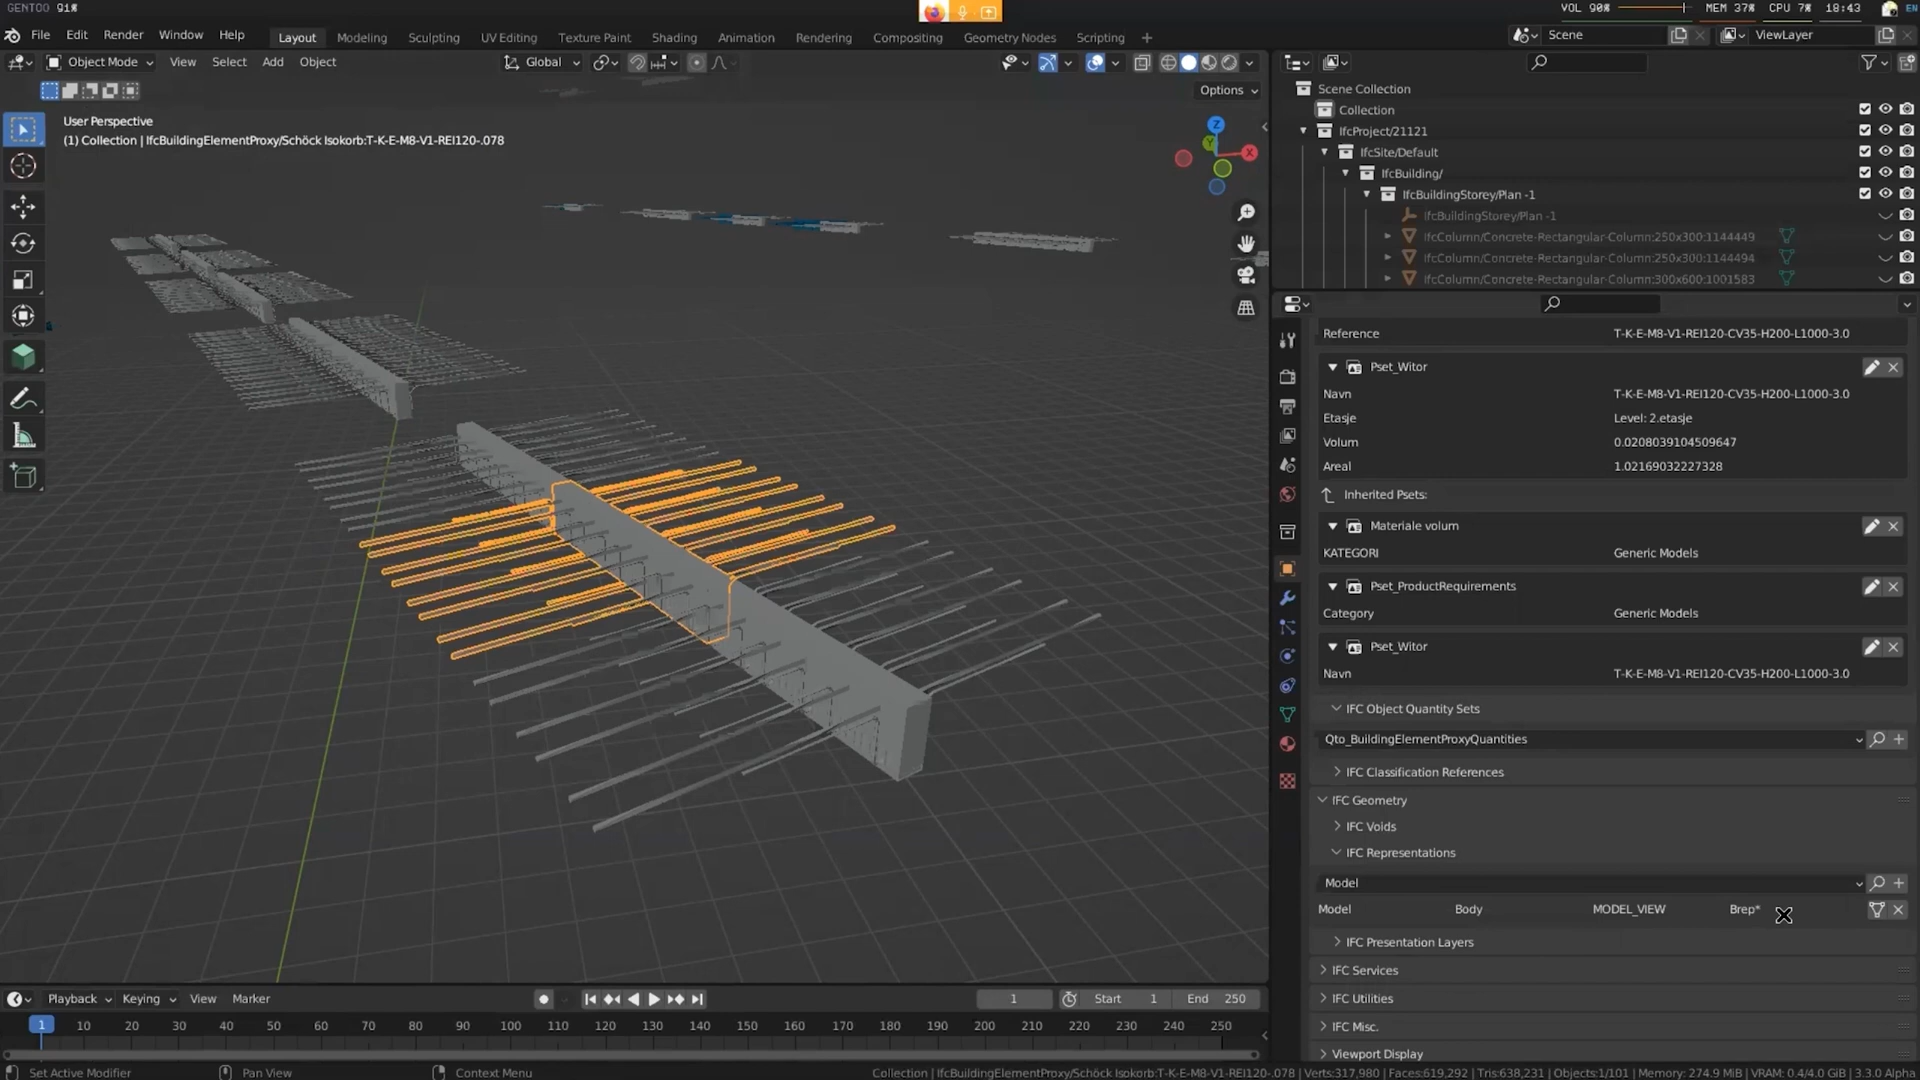 GENTOO 91%
VOL 90% MEM 37% CPU 7% 18:43 EN
File Edit Render Window Help Layout Modeling Sculpting UV Editing Texture Paint Shading Animation Rendering Compositing Geometry Nodes Scripting + Scene ViewLayer
Object Mode View Select Add Object Global
Options
User Perspective
(1) Collection | IfcBuildingElementProxy/Schöck Isokorb:T-K-E-M8-V1-REI120-.078
Z
Y
X
Scene Collection
Collection
IfcProject/21121
IfcSite/Default
IfcBuilding/
IfcBuildingStorey/Plan -1
IfcBuildingStorey/Plan -1
IfcColumn/Concrete-Rectangular-Column:250x300:1144449
IfcColumn/Concrete-Rectangular-Column:250x300:1144494
IfcColumn/Concrete-Rectangular-Column:300x600:1001583
Reference T-K-E-M8-V1-REI120-CV35-H200-L1000-3.0
Pset_Witor
Navn T-K-E-M8-V1-REI120-CV35-H200-L1000-3.0
Etasje Level: 2.etasje
Volum 0.0208039104509647
Areal 1.02169032227328
Inherited Psets:
Materiale volum
KATEGORI Generic Models
Pset_ProductRequirements
Category Generic Models
Pset_Witor
Navn T-K-E-M8-V1-REI120-CV35-H200-L1000-3.0
IFC Object Quantity Sets
Qto_BuildingElementProxyQuantities
IFC Classification References
IFC Geometry
IFC Voids
IFC Representations
Model
Model Body MODEL_VIEW Brep*
IFC Presentation Layers
IFC Services
IFC Utilities
IFC Misc.
Viewport Display
Playback Keying View Marker 1 Start 1 End 250
1 10 20 30 40 50 60 70 80 90 100 110 120 130 140 150 160 170 180 190 200 210 220 230 240 250
Set Active Modifier Pan View Context Menu Collection | IfcBuildingElementProxy/Schöck Isokorb:T-K-E-M8-V1-REI120-.078 | Verts:317,980 | Faces:619,292 | Tris:638,231 | Objects:1/101 | Memory: 274.9 MiB | VRAM: 0.4/4.0 GiB | 3.3.0 Alpha